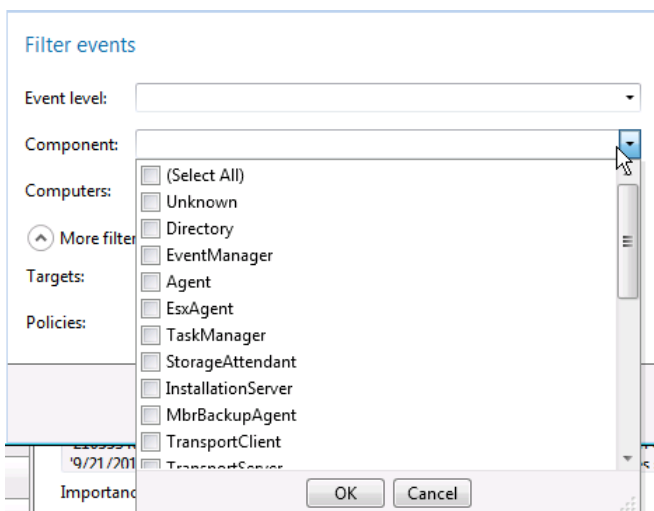 Filter events
Event level:
Component:
(Select All)
Computers:
Unknown
Directory
More filter
EventManager
Targets:
Agent
EsxAgent
Policies:
TaskManager
StorageAttendant
InstallationServer
MbrBackupAgent
TransportClient
'9/21/201
TransportServer
Importanc
OK
Cancel